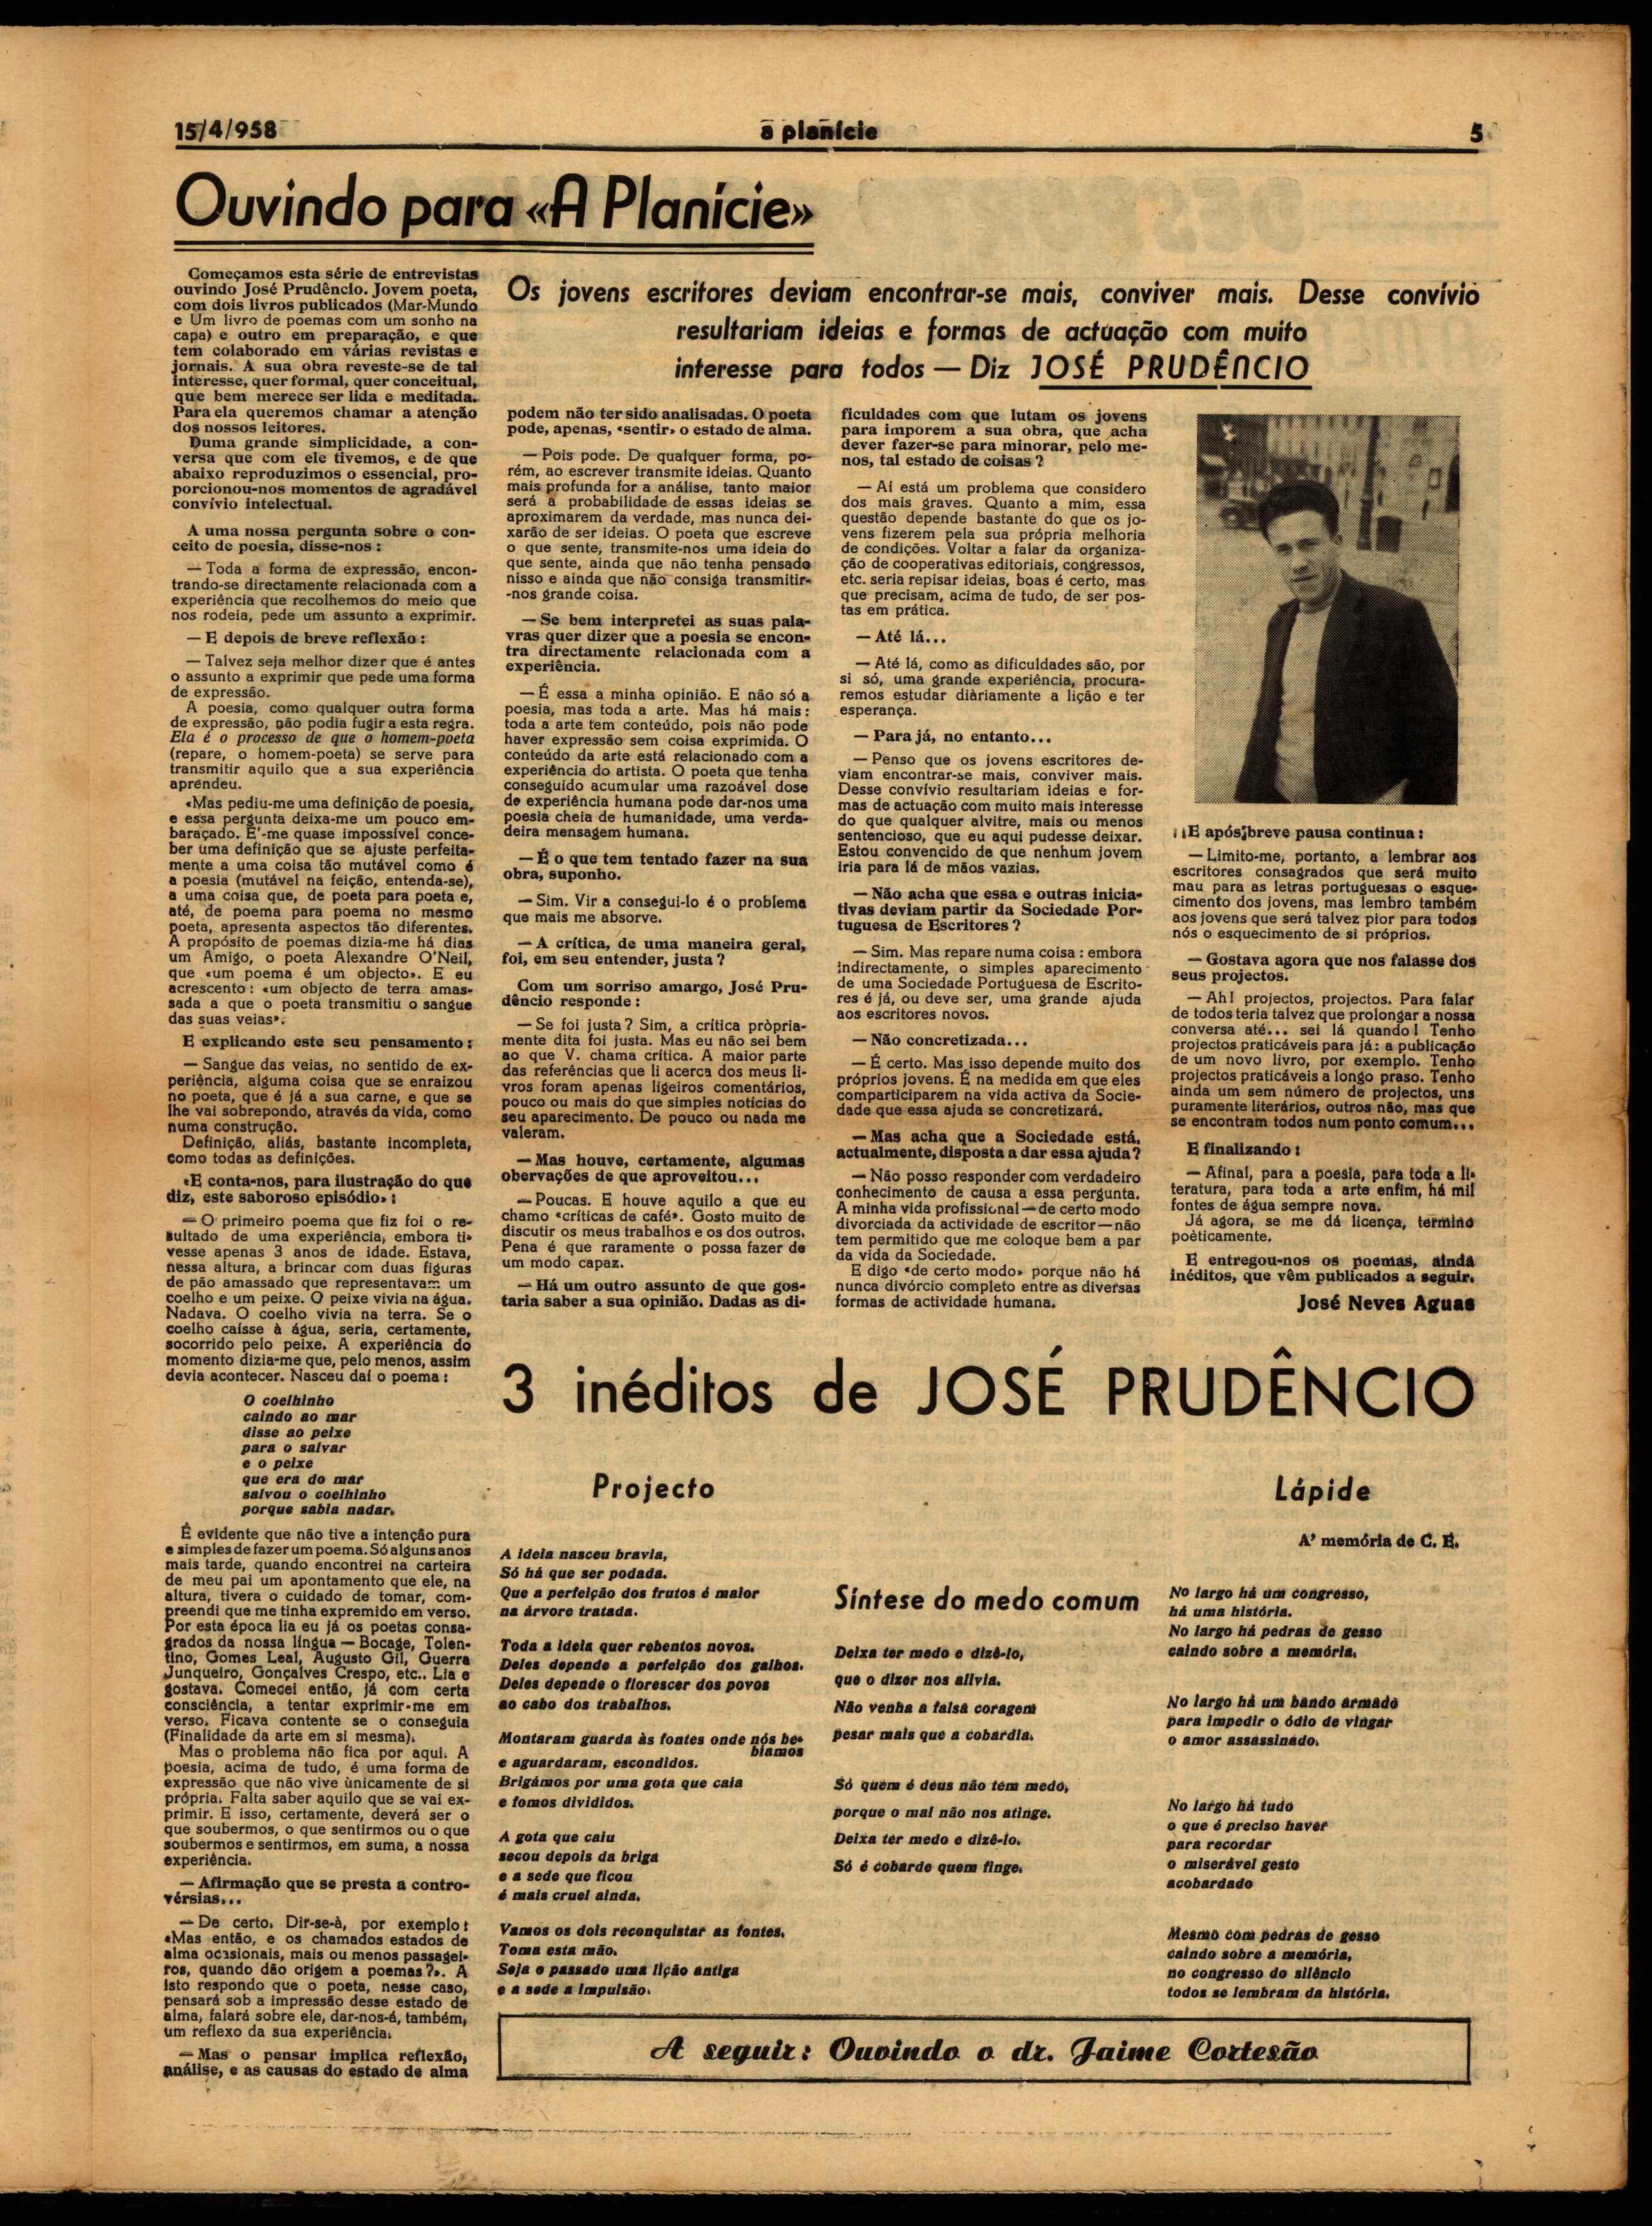 15/4/958
a planície
5
Ouvindo para «A Planície»
Os jovens escritores deviam encontrar-se mais, conviver mais. Desse convívio
resultariam ideias e formas de actuação com muito
interesse para todos — Diz JOSÉ PRUDÊNCIO
Começamos esta série de entrevistas
ouvindo José Prudêncio. Jovem poeta,
com dois livros publicados (Mar-Mundo
e Um livro de poemas com um sonho na
capa) e outro em preparação, e que
tem colaborado em várias revistas e
jornais. A sua obra reveste-se de tal
interesse, quer formal, quer conceitual,
que bem merece ser lida e meditada.
Para ela queremos chamar a atenção
dos nossos leitores.
Duma grande simplicidade, a con-
versa que com ele tivemos, e de que
abaixo reproduzimos o essencial, pro-
porcionou-nos momentos de agradável
convívio intelectual.
A uma nossa pergunta sobre o con-
ceito de poesia, disse-nos:
— Toda a forma de expressão, encon-
trando-se directamente relacionada com a
experiência que recolhemos do meio que
nos rodeia, pede um assunto a exprimir.
— E depois de breve reflexão:
— Talvez seja melhor dizer que é antes
o assunto a exprimir que pede uma forma
de expressão.
A poesia, como qualquer outra forma
de expressão, não podia fugir a esta regra.
Ela é o processo de que o homem-poeta
(repare, o homem-poeta) se serve para
transmitir aquilo que a sua experiência
aprendeu.
«Mas pediu-me uma definição de poesia,
e essa pergunta deixa-me um pouco em-
baraçado. E'-me quase impossível conce-
ber uma definição que se ajuste perfeita-
mente a uma coisa tão mutável como é
a poesia (mutável na feição, entenda-se),
a uma coisa que, de poeta para poeta e,
até, de poema para poema no mesmo
poeta, apresenta aspectos tão diferentes.
A propósito de poemas dizia-me há dias
um Amigo, o poeta Alexandre O'Neil,
que «um poema é um objecto». E eu
acrescento: «um objecto de terra amas-
sada a que o poeta transmitiu o sangue
das suas veias».
E explicando este seu pensamento:
— Sangue das veias, no sentido de ex-
periência, alguma coisa que se enraizou
no poeta, que é já a sua carne, e que se
lhe vai sobrepondo, através da vida, como
numa construção.
Definição, aliás, bastante incompleta,
como todas as definições.
«E conta-nos, para ilustração do que
diz, este saboroso episódio»:
— O primeiro poema que fiz foi o re-
sultado de uma experiência, embora ti-
vesse apenas 3 anos de idade. Estava,
nessa altura, a brincar com duas figuras
de pão amassado que representavam um
coelho e um peixe. O peixe vivia na água.
Nadava. O coelho vivia na terra. Se o
coelho caísse à água, seria, certamente,
socorrido pelo peixe. A experiência do
momento dizia-me que, pelo menos, assim
devia acontecer. Nasceu daí o poema:
O coelhinho
caindo ao mar
disse ao peixe
para o salvar
e o peixe
que era do mar
salvou o coelhinho
porque sabia nadar.
É evidente que não tive a intenção pura
e simples de fazer um poema. Só alguns anos
mais tarde, quando encontrei na carteira
de meu pai um apontamento que ele, na
altura, tivera o cuidado de tomar, com-
preendi que me tinha expremido em verso.
Por esta época lia eu já os poetas consa-
grados da nossa língua — Bocage, Tolen-
tino, Gomes Leal, Augusto Gil, Guerra
Junqueiro, Gonçalves Crespo, etc.. Lia e
gostava. Comecei então, já com certa
consciência, a tentar exprimir-me em
verso. Ficava contente se o conseguia
(Finalidade da arte em si mesma).
Mas o problema não fica por aqui. A
poesia, acima de tudo, é uma forma de
expressão que não vive ùnicamente de si
própria. Falta saber aquilo que se vai ex-
primir. E isso, certamente, deverá ser o
que soubermos, o que sentirmos ou o que
soubermos e sentirmos, em suma, a nossa
experiência.
— Afirmação que se presta a contro-
vérsias...
— De certo. Dir-se-à, por exemplo:
«Mas então, e os chamados estados de
alma ocasionais, mais ou menos passagei-
ros, quando dão origem a poemas?». A
isto respondo que o poeta, nesse caso,
pensará sob a impressão desse estado de
alma, falará sobre ele, dar-nos-á, também,
um reflexo da sua experiência.
— Mas o pensar implica reflexão,
análise, e as causas do estado de alma
podem não ter sido analisadas. O poeta
pode, apenas, «sentir» o estado de alma.
— Pois pode. De qualquer forma, po-
rém, ao escrever transmite ideias. Quanto
mais profunda for a análise, tanto maior
será a probabilidade de essas ideias se
aproximarem da verdade, mas nunca dei-
xarão de ser ideias. O poeta que escreve
o que sente, transmite-nos uma ideia do
que sente, ainda que não tenha pensado
nisso e ainda que não consiga transmitir-
-nos grande coisa.
— Se bem interpretei as suas pala-
vras quer dizer que a poesia se encon-
tra directamente relacionada com a
experiência.
— É essa a minha opinião. E não só a
poesia, mas toda a arte. Mas há mais:
toda a arte tem conteúdo, pois não pode
haver expressão sem coisa exprimida. O
conteúdo da arte está relacionado com a
experiência do artista. O poeta que tenha
conseguido acumular uma razoável dose
de experiência humana pode dar-nos uma
poesia cheia de humanidade, uma verda-
deira mensagem humana.
— É o que tem tentado fazer na sua
obra, suponho.
— Sim. Vir a consegui-lo é o problema
que mais me absorve.
— A crítica, de uma maneira geral,
foi, em seu entender, justa?
Com um sorriso amargo, José Pru-
dêncio responde:
— Se foi justa? Sim, a crítica pròpria-
mente dita foi justa. Mas eu não sei bem
ao que V. chama crítica. A maior parte
das referências que li acerca dos meus li-
vros foram apenas ligeiros comentários,
pouco ou mais do que simples notícias do
seu aparecimento. De pouco ou nada me
valeram.
— Mas houve, certamente, algumas
obervações de que aproveitou...
— Poucas. E houve aquilo a que eu
chamo «críticas de café». Gosto muito de
discutir os meus trabalhos e os dos outros.
Pena é que raramente o possa fazer de
um modo capaz.
— Há um outro assunto de que gos-
taria saber a sua opinião. Dadas as di-
ficuldades com que lutam os jovens
para imporem a sua obra, que acha
dever fazer-se para minorar, pelo me-
nos, tal estado de coisas?
— Aí está um problema que considero
dos mais graves. Quanto a mim, essa
questão depende bastante do que os jo-
vens fizerem pela sua própria melhoria
de condições. Voltar a falar da organiza-
ção de cooperativas editoriais, congressos,
etc. seria repisar ideias, boas é certo, mas
que precisam, acima de tudo, de ser pos-
tas em prática.
— Até lá...
— Até lá, como as dificuldades são, por
si só, uma grande experiência, procura-
remos estudar diàriamente a lição e ter
esperança.
— Para já, no entanto...
— Penso que os jovens escritores de-
viam encontrar-se mais, conviver mais.
Desse convívio resultariam ideias e for-
mas de actuação com muito mais interesse
do que qualquer alvitre, mais ou menos
sentencioso, que eu aqui pudesse deixar.
Estou convencido de que nenhum jovem
iria para lá de mãos vazias.
— Não acha que essa e outras inicia-
tivas deviam partir da Sociedade Por-
tuguesa de Escritores?
— Sim. Mas repare numa coisa: embora
indirectamente, o simples aparecimento
de uma Sociedade Portuguesa de Escrito-
res é já, ou deve ser, uma grande ajuda
aos escritores novos.
— Não concretizada...
— É certo. Mas isso depende muito dos
próprios jovens. É na medida em que eles
comparticiparem na vida activa da Socie-
dade que essa ajuda se concretizará.
— Mas acha que a Sociedade está,
actualmente, disposta a dar essa ajuda?
— Não posso responder com verdadeiro
conhecimento de causa a essa pergunta.
A minha vida profissional — de certo modo
divorciada da actividade de escritor — não
tem permitido que me coloque bem a par
da vida da Sociedade.
E digo «de certo modo» porque não há
nunca divórcio completo entre as diversas
formas de actividade humana.
E após breve pausa continua:
— Limito-me, portanto, a lembrar aos
escritores consagrados que será muito
mau para as letras portuguesas o esque-
cimento dos jovens, mas lembro também
aos jovens que será talvez pior para todos
nós o esquecimento de si próprios.
— Gostava agora que nos falasse dos
seus projectos.
— Ah! projectos, projectos. Para falar
de todos teria talvez que prolongar a nossa
conversa até... sei lá quando! Tenho
projectos praticáveis para já: a publicação
de um novo livro, por exemplo. Tenho
projectos praticáveis a longo praso. Tenho
ainda um sem número de projectos, uns
puramente literários, outros não, mas que
se encontram todos num ponto comum...
E finalizando:
— Afinal, para a poesia, para toda a li-
teratura, para toda a arte enfim, há mil
fontes de água sempre nova.
Já agora, se me dá licença, termino
poèticamente.
E entregou-nos os poemas, ainda
inéditos, que vêm publicados a seguir.
José Neves Aguas
3 inéditos de JOSÉ PRUDÊNCIO
Projecto
A ideia nasceu bravia,
Só há que ser podada.
Que a perfeição dos frutos é maior
na árvore tratada.
Toda a ideia quer rebentos novos.
Deles depende a perfeição dos galhos.
Deles depende o florescer dos povos
ao cabo dos trabalhos.
Montaram guarda às fontes onde nós be-
bíamos
e aguardaram, escondidos.
Brigámos por uma gota que caía
e fomos divididos.
A gota que caiu
secou depois da briga
e a sede que ficou
é mais cruel ainda.
Vamos os dois reconquistar as fontes.
Toma esta mão.
Seja o passado uma lição antiga
e a sede a impulsão.
Síntese do medo comum
Deixa ter medo e dizê-lo,
que o dizer nos alivia.
Não venha a falsa coragem
pesar mais que a cobardia.
Só quem é deus não tem medo,
porque o mal não nos atinge.
Deixa ter medo e dizê-lo.
Só é cobarde quem finge.
Lápide
A' memória de C. E.
No largo há um congresso,
há uma história.
No largo há pedras de gesso
caindo sobre a memória.
No largo há um bando armado
para impedir o ódio de vingar
o amor assassinado.
No largo há tudo
o que é preciso haver
para recordar
o miserável gesto
acobardado
Mesmo com pedras de gesso
caindo sobre a memória,
no congresso do silêncio
todos se lembram da história.
A seguir: Ouvindo o dr. Jaime Cortesão